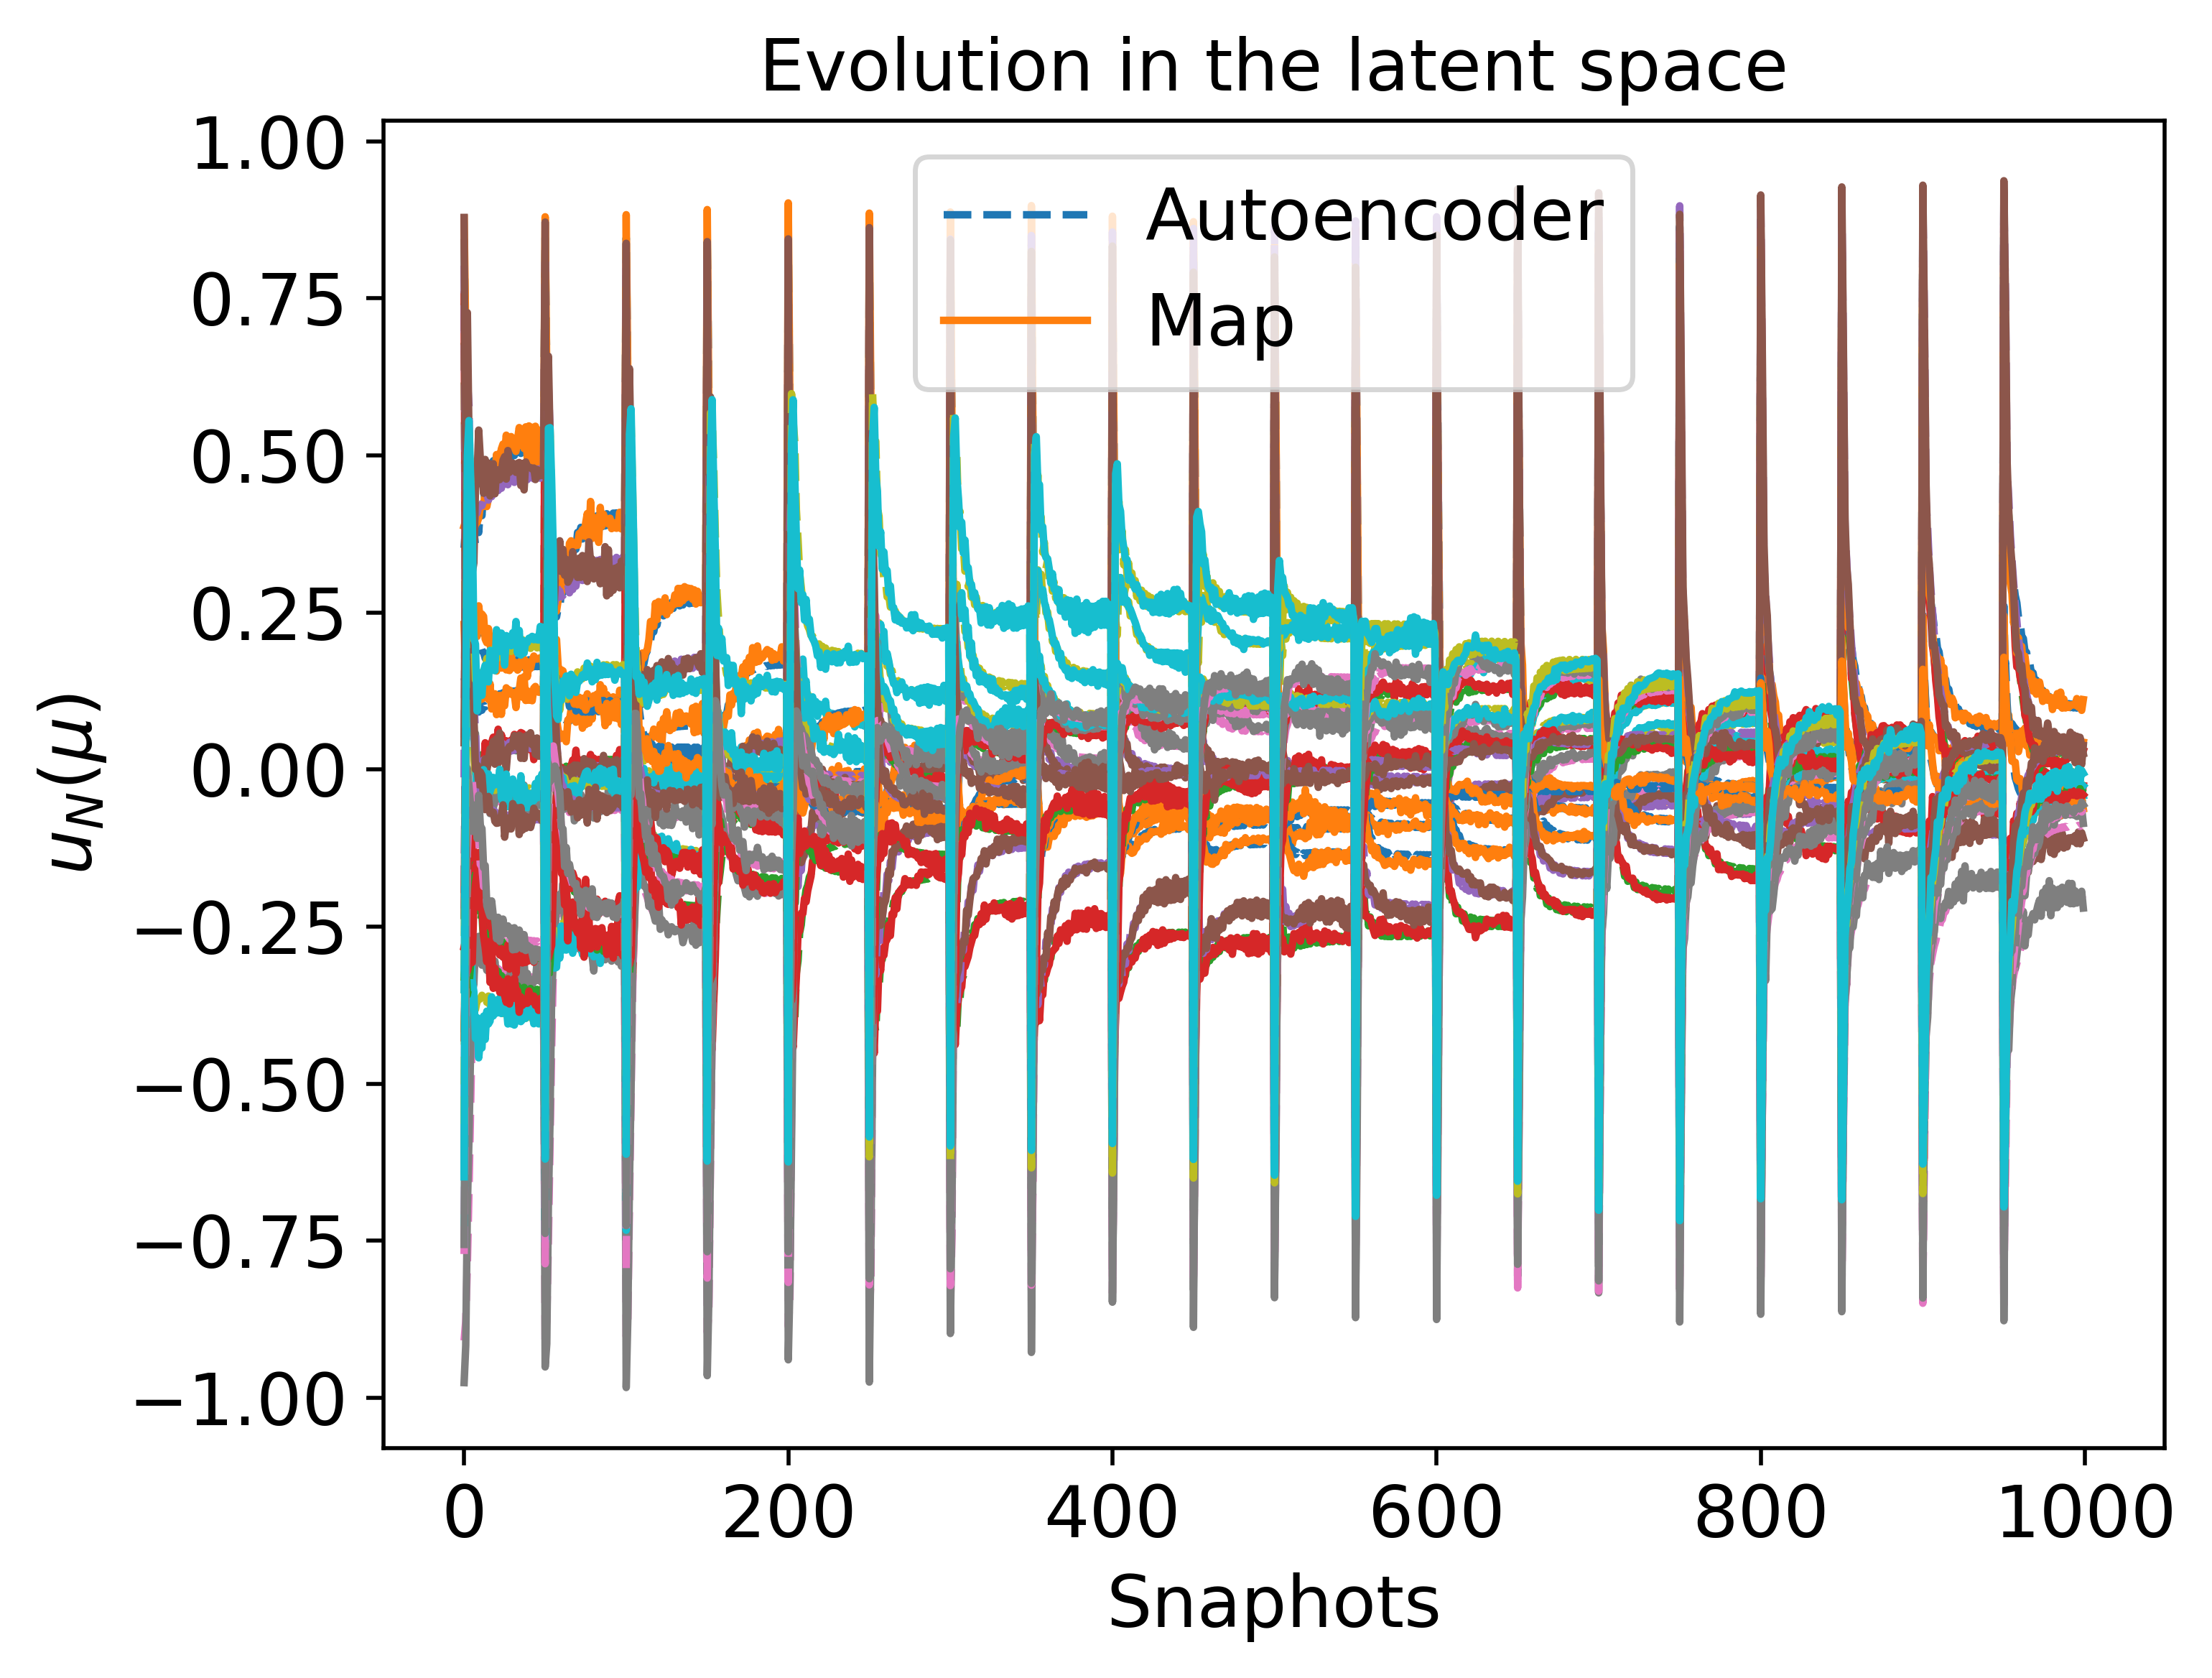 Evolution in the latent space
Autoencoder
Map
1.00
0.75
0.50
0.25
0.00
−0.25
−0.50
−0.75
−1.00
u_N(μ)
0 200 400 600 800 1000
Snaphots